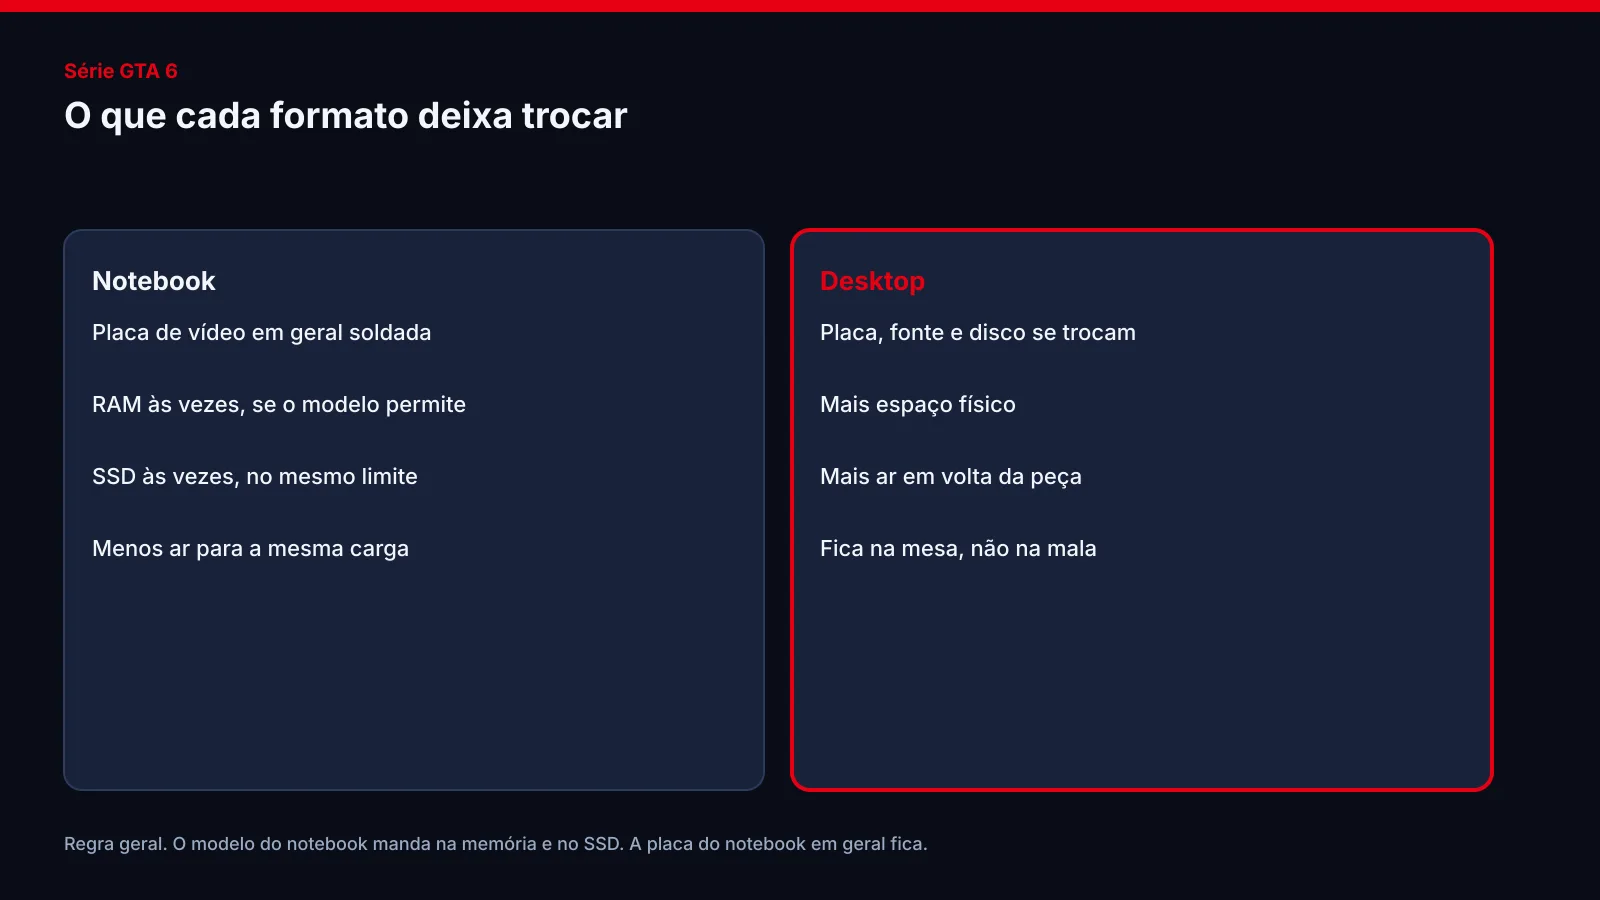 Série GTA 6
O que cada formato deixa trocar
Notebook
Placa de vídeo em geral soldada
RAM às vezes, se o modelo permite
SSD às vezes, no mesmo limite
Menos ar para a mesma carga
Desktop
Placa, fonte e disco se trocam
Mais espaço físico
Mais ar em volta da peça
Fica na mesa, não na mala
Regra geral. O modelo do notebook manda na memória e no SSD. A placa do notebook em geral fica.